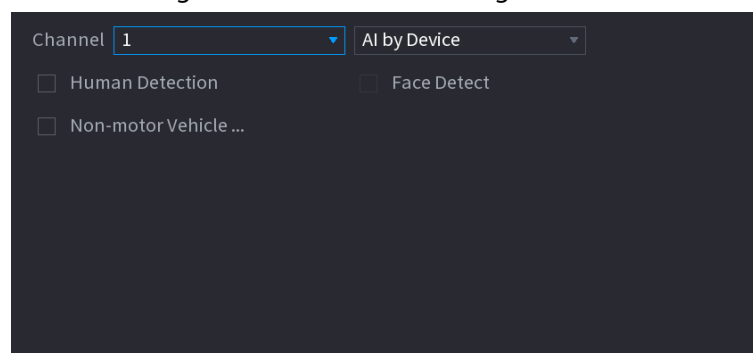 Channel 1 AI by Device
Human Detection Face Detect
Non-motor Vehicle ...